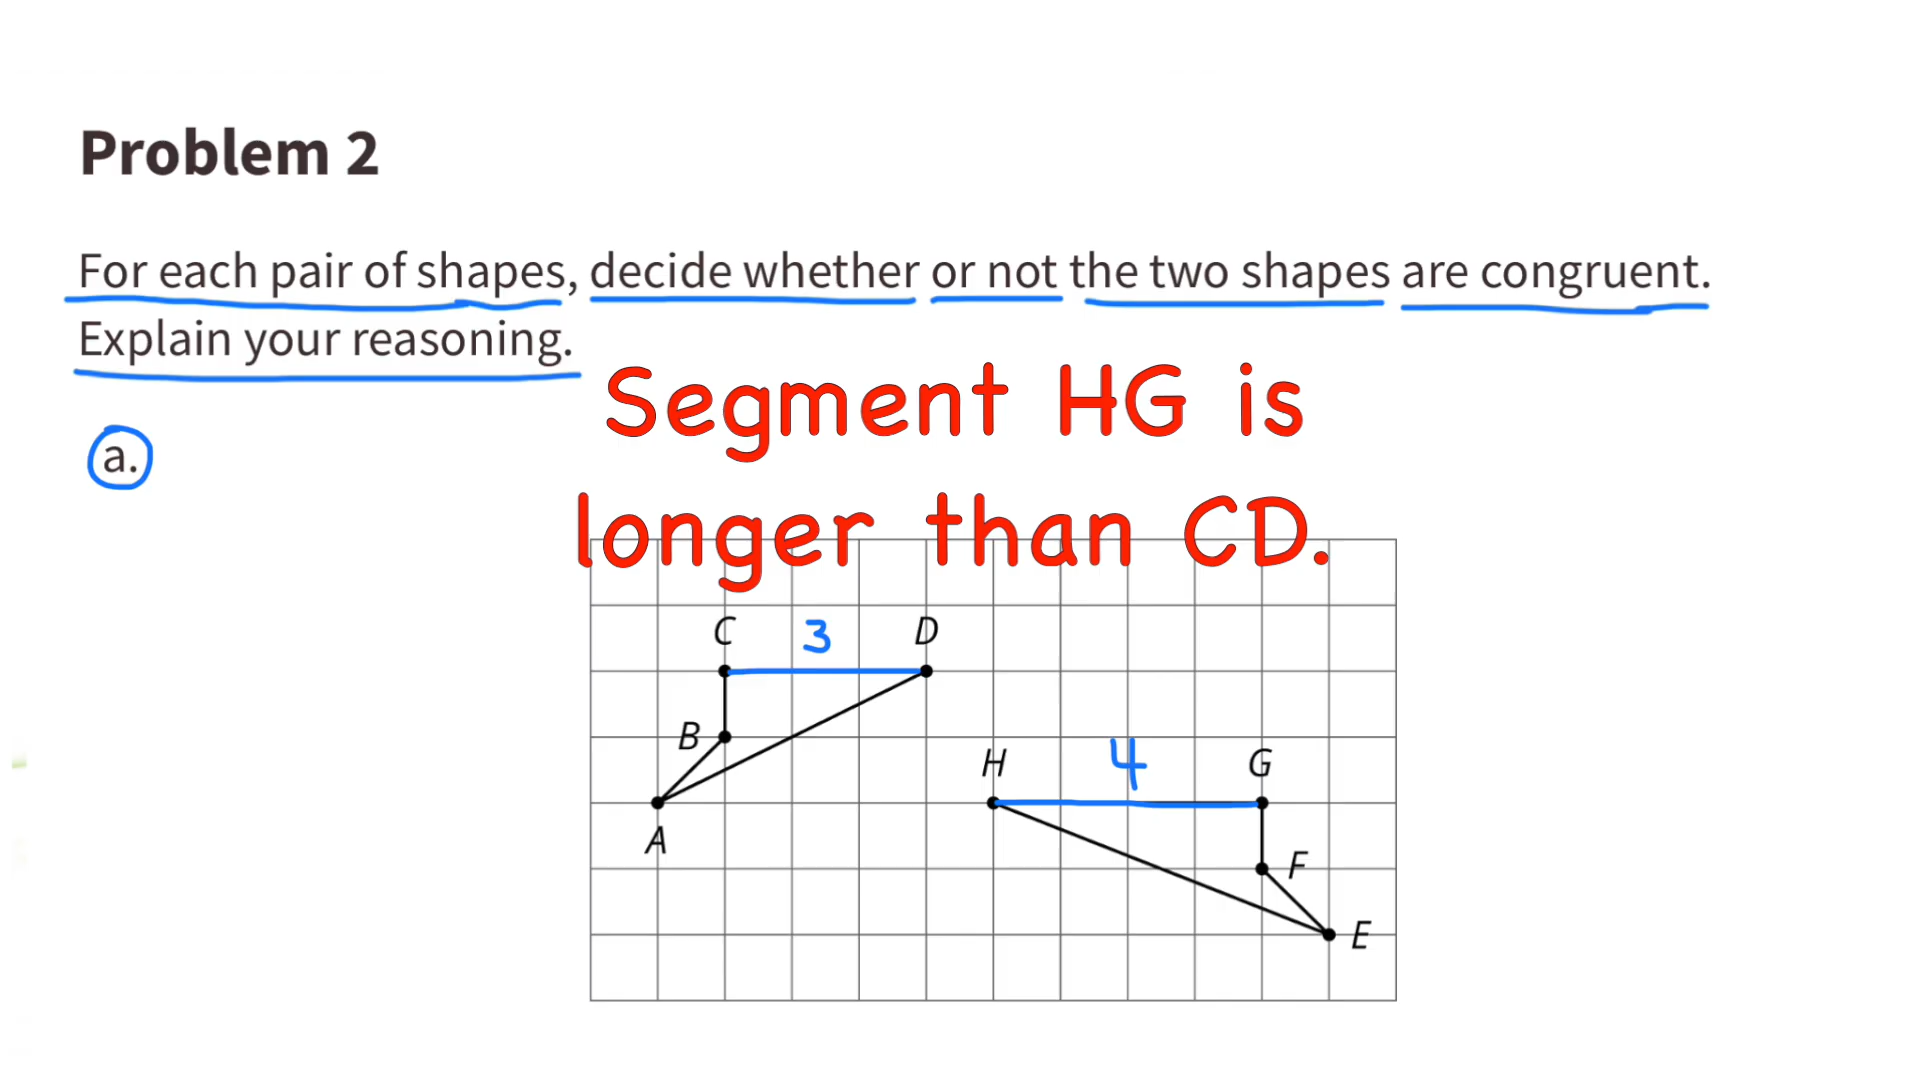 Problem 2
For each pair of shapes, decide whether or not the two shapes are congruent.
Explain your reasoning.
Segment HG is
a.
longer than CD.
C 3 D
B
H 4 G
A
F
E